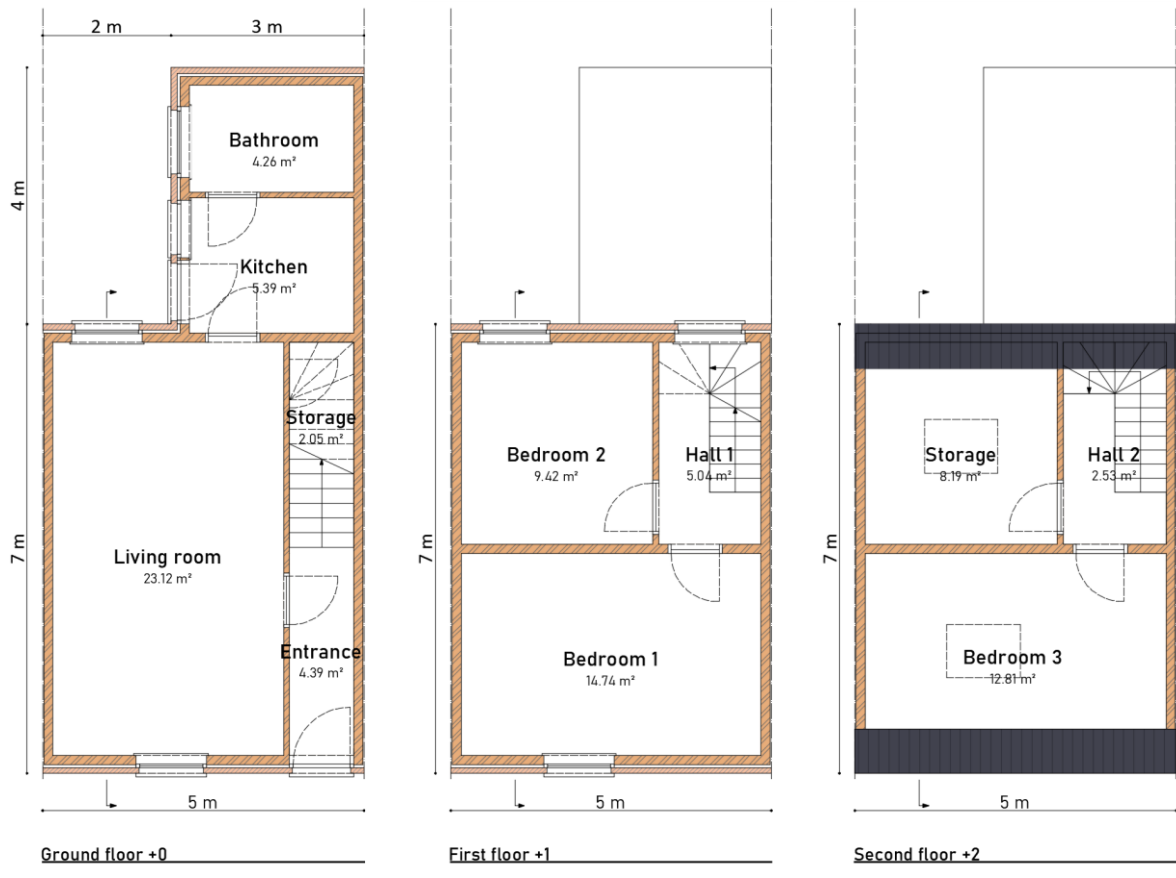 2 m
3 m
4 m
Bathroom
4.26 m²
Kitchen
5.39 m²
7 m
Storage
2.05 m²
Living room
23.12 m²
Entrance
4.39 m²
5 m
Ground floor +0
7 m
Bedroom 2
9.42 m²
Hall 1
5.04 m²
Bedroom 1
14.74 m²
5 m
First floor +1
7 m
Storage
8.19 m²
Hall 2
2.53 m²
Bedroom 3
12.81 m²
5 m
Second floor +2